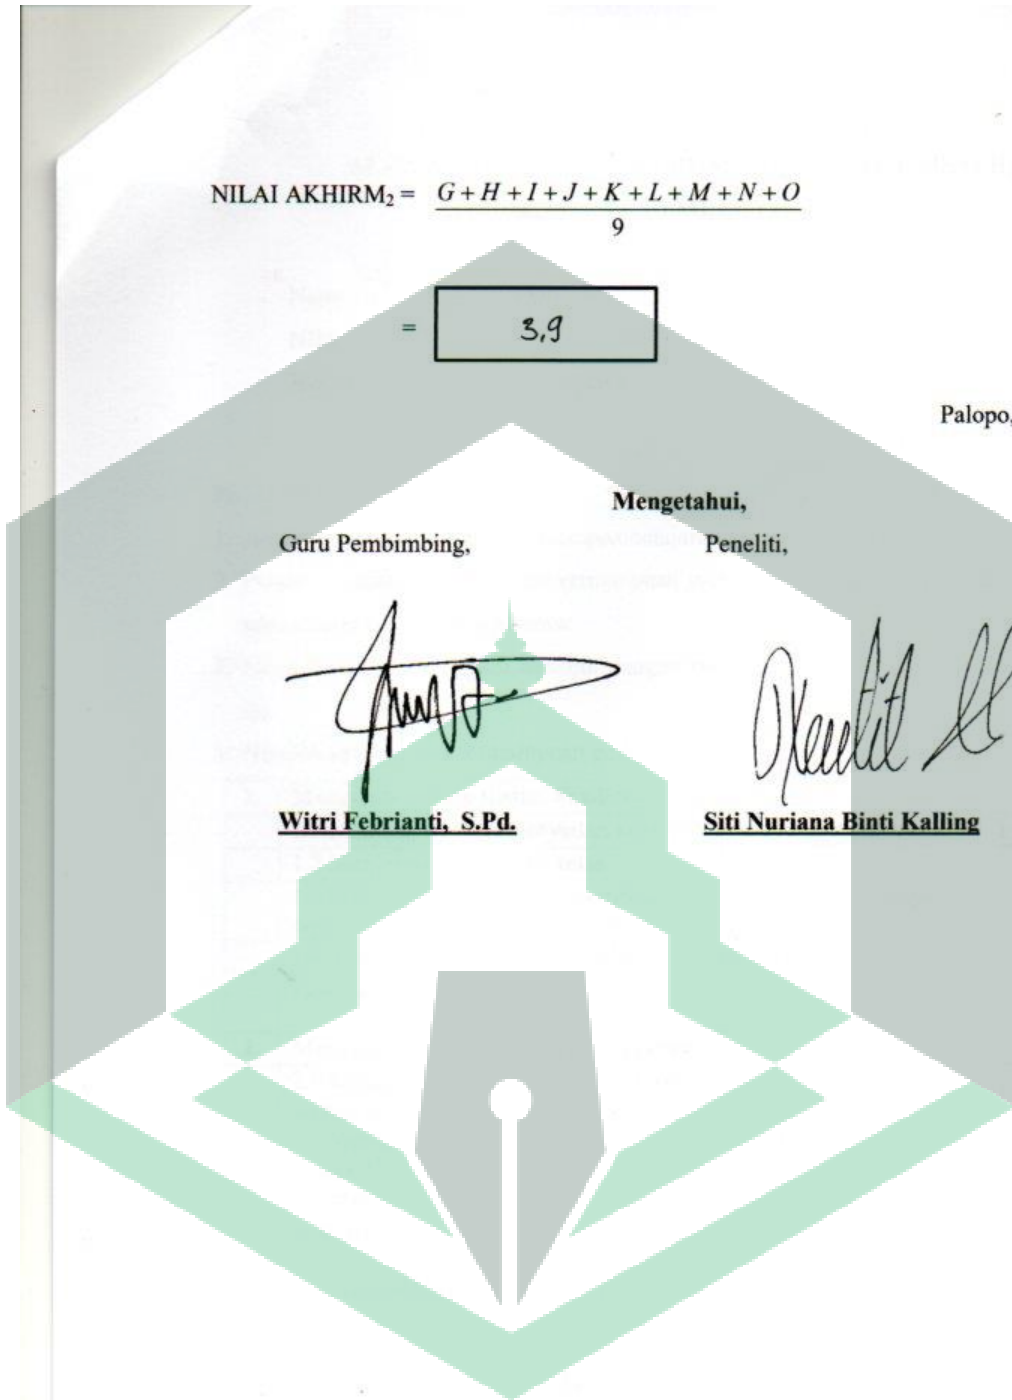 NILAI AKHIRM₂ = G + H + I + J + K + L + M + N + O
9
= 3,9
Palopo,
Mengetahui,
Guru Pembimbing, Peneliti,
Witri Febrianti, S.Pd. Siti Nuriana Binti Kalling